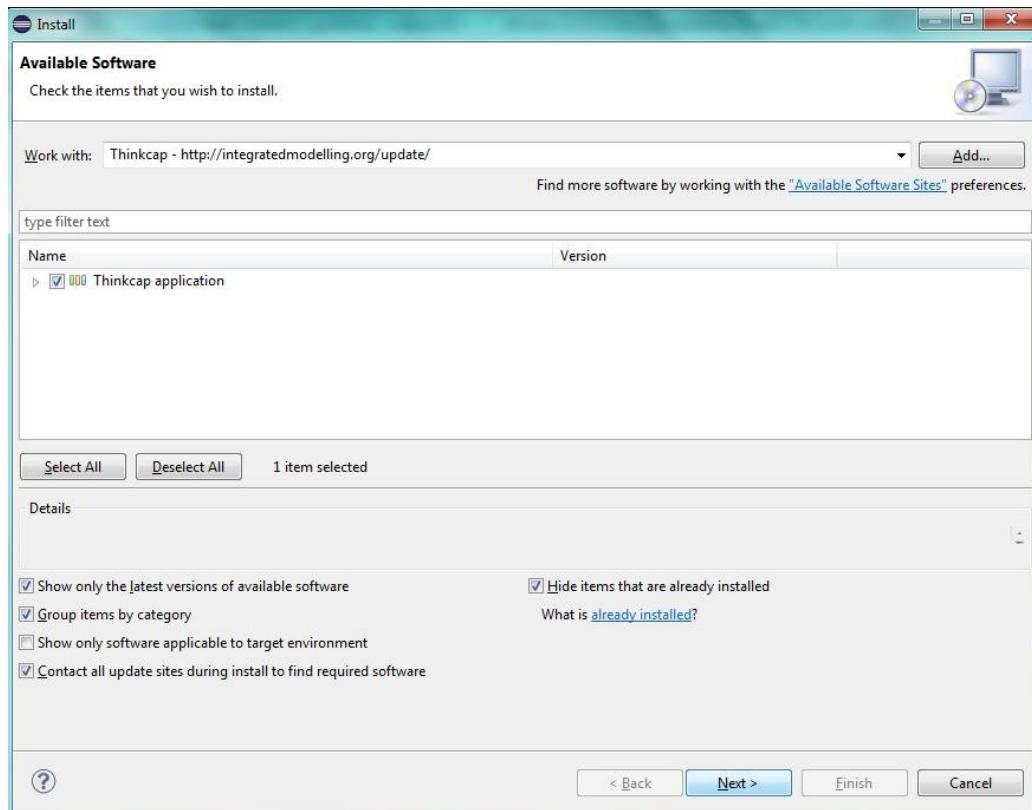 Install
Available Software
Check the items that you wish to install.
Work with: Thinkcap - http://integratedmodelling.org/update/ Add...
Find more software by working with the "Available Software Sites" preferences.
type filter text
Name Version
Thinkcap application
Select All Deselect All 1 item selected
Details
Show only the latest versions of available software Hide items that are already installed
Group items by category What is already installed?
Show only software applicable to target environment
Contact all update sites during install to find required software
? < Back Next > Finish Cancel